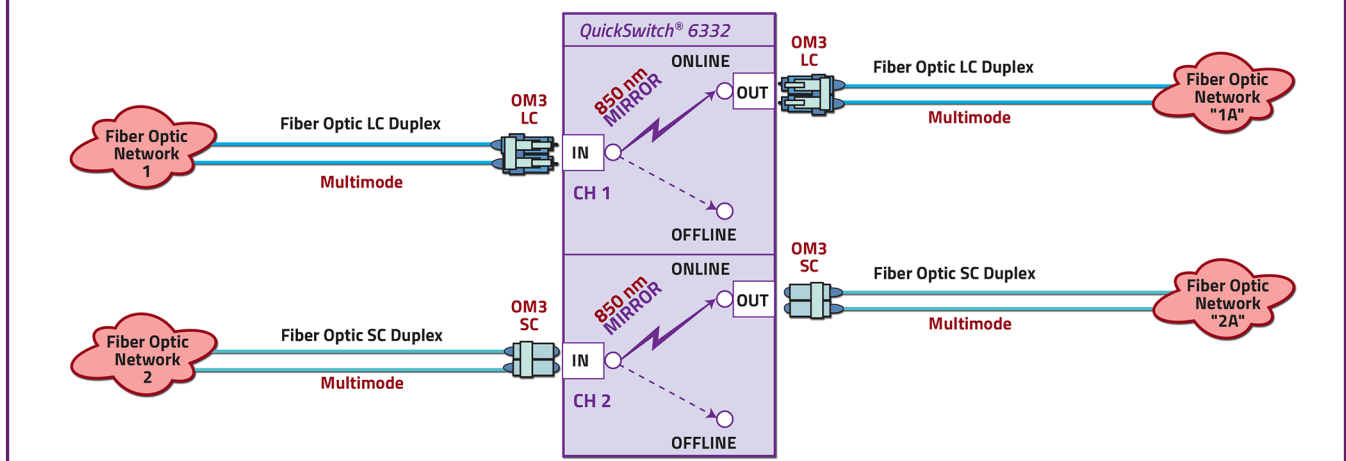 QuickSwitch® 6332
ONLINE
850 nm
MIRROR
OUT
IN
CH 1
OFFLINE
OM3
LC
Fiber Optic LC Duplex
Multimode
Fiber Optic
Network
1
OM3
LC
Fiber Optic LC Duplex
Multimode
Fiber Optic
Network
"1A"
ONLINE
850 nm
MIRROR
OUT
IN
CH 2
OFFLINE
OM3
SC
Fiber Optic SC Duplex
Multimode
Fiber Optic
Network
2
OM3
SC
Fiber Optic SC Duplex
Multimode
Fiber Optic
Network
"2A"